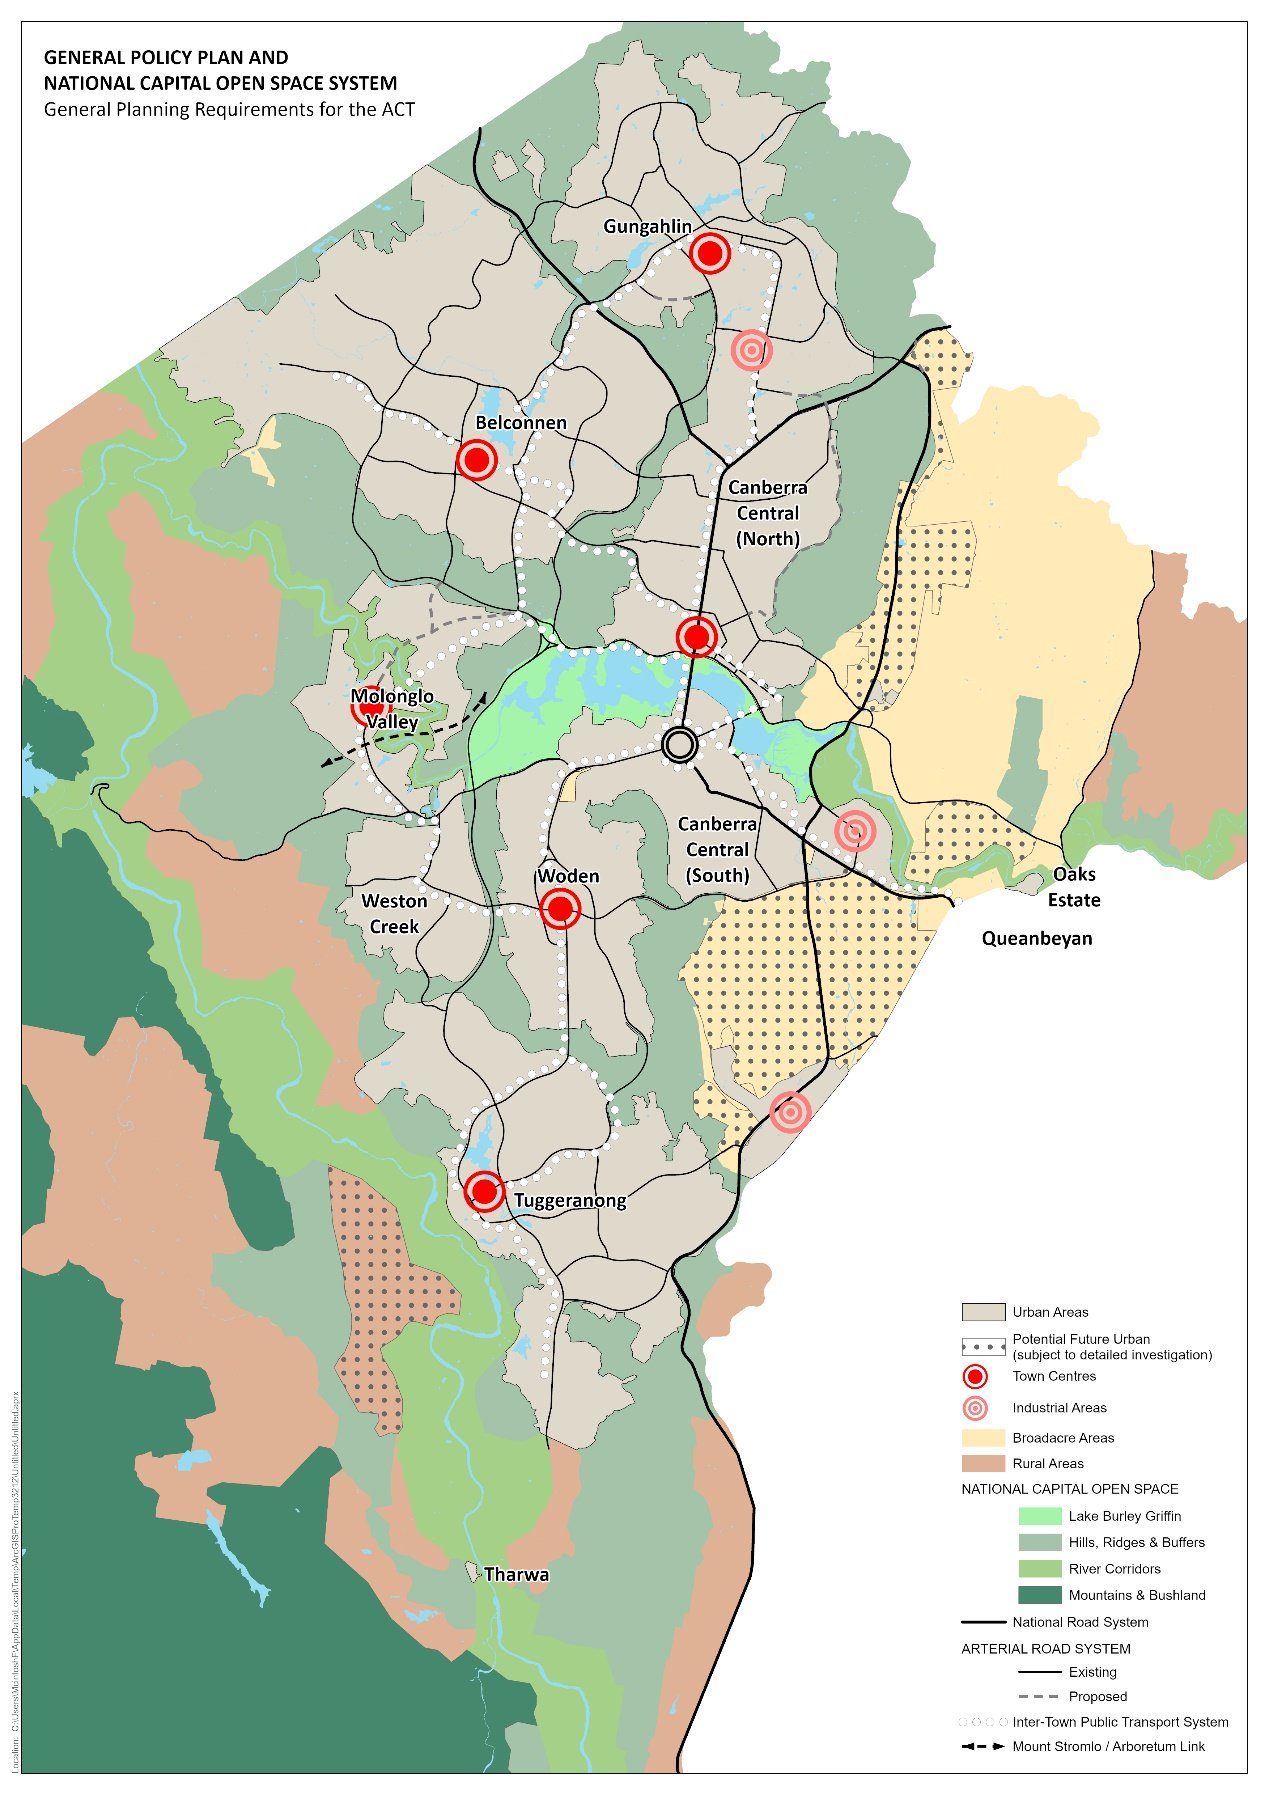 GENERAL POLICY PLAN AND
NATIONAL CAPITAL OPEN SPACE SYSTEM
General Planning Requirements for the ACT
Gungahlin
Belconnen
Canberra
Central
(North)
Molonglo
Valley
Canberra
Central
(South)
Woden
Weston
Creek
Oaks
Estate
Queanbeyan
Tuggeranong
Tharwa
Urban Areas
Potential Future Urban
(subject to detailed investigation)
Town Centres
Industrial Areas
Broadacre Areas
Rural Areas
NATIONAL CAPITAL OPEN SPACE
Lake Burley Griffin
Hills, Ridges & Buffers
River Corridors
Mountains & Bushland
National Road System
ARTERIAL ROAD SYSTEM
Existing
Proposed
Inter-Town Public Transport System
Mount Stromlo / Arboretum Link